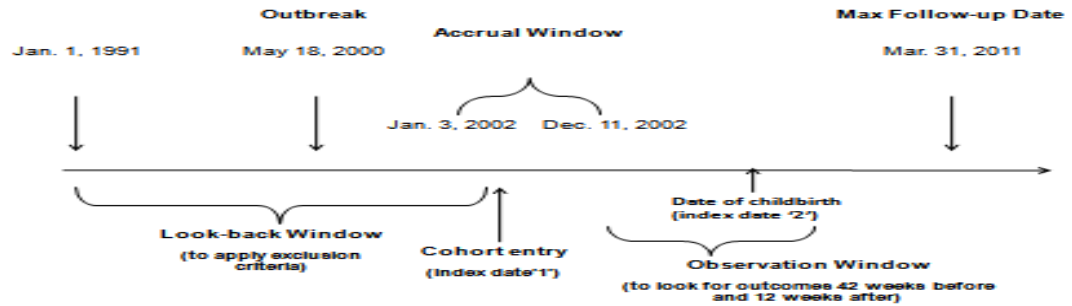 Outbreak
Max Follow-up Date
Accrual Window
Jan. 1, 1991
May 18, 2000
Mar. 31, 2011
Jan. 3, 2002
Dec. 11, 2002
Date of childbirth
(index date '2')
Look-back Window
(to apply exclusion
criteria)
Cohort entry
(index date'1')
Observation Window
(to look for outcomes 42 weeks before
and 12 weeks after)